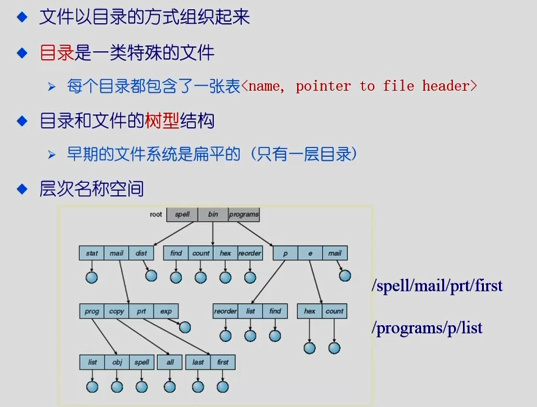 文件以目录的方式组织起来
目录是一类特殊的文件
每个目录都包含了一张表<name, pointer to file header>
目录和文件的树型结构
早期的文件系统是扁平的 (只有一层目录)
层次名称空间
root spell bin programs
stat mail dist find count hex reorder p e mail
/spell/mail/prt/first
prog copy prt exp reorder list find hex count
/programs/p/list
list obj spell all last first